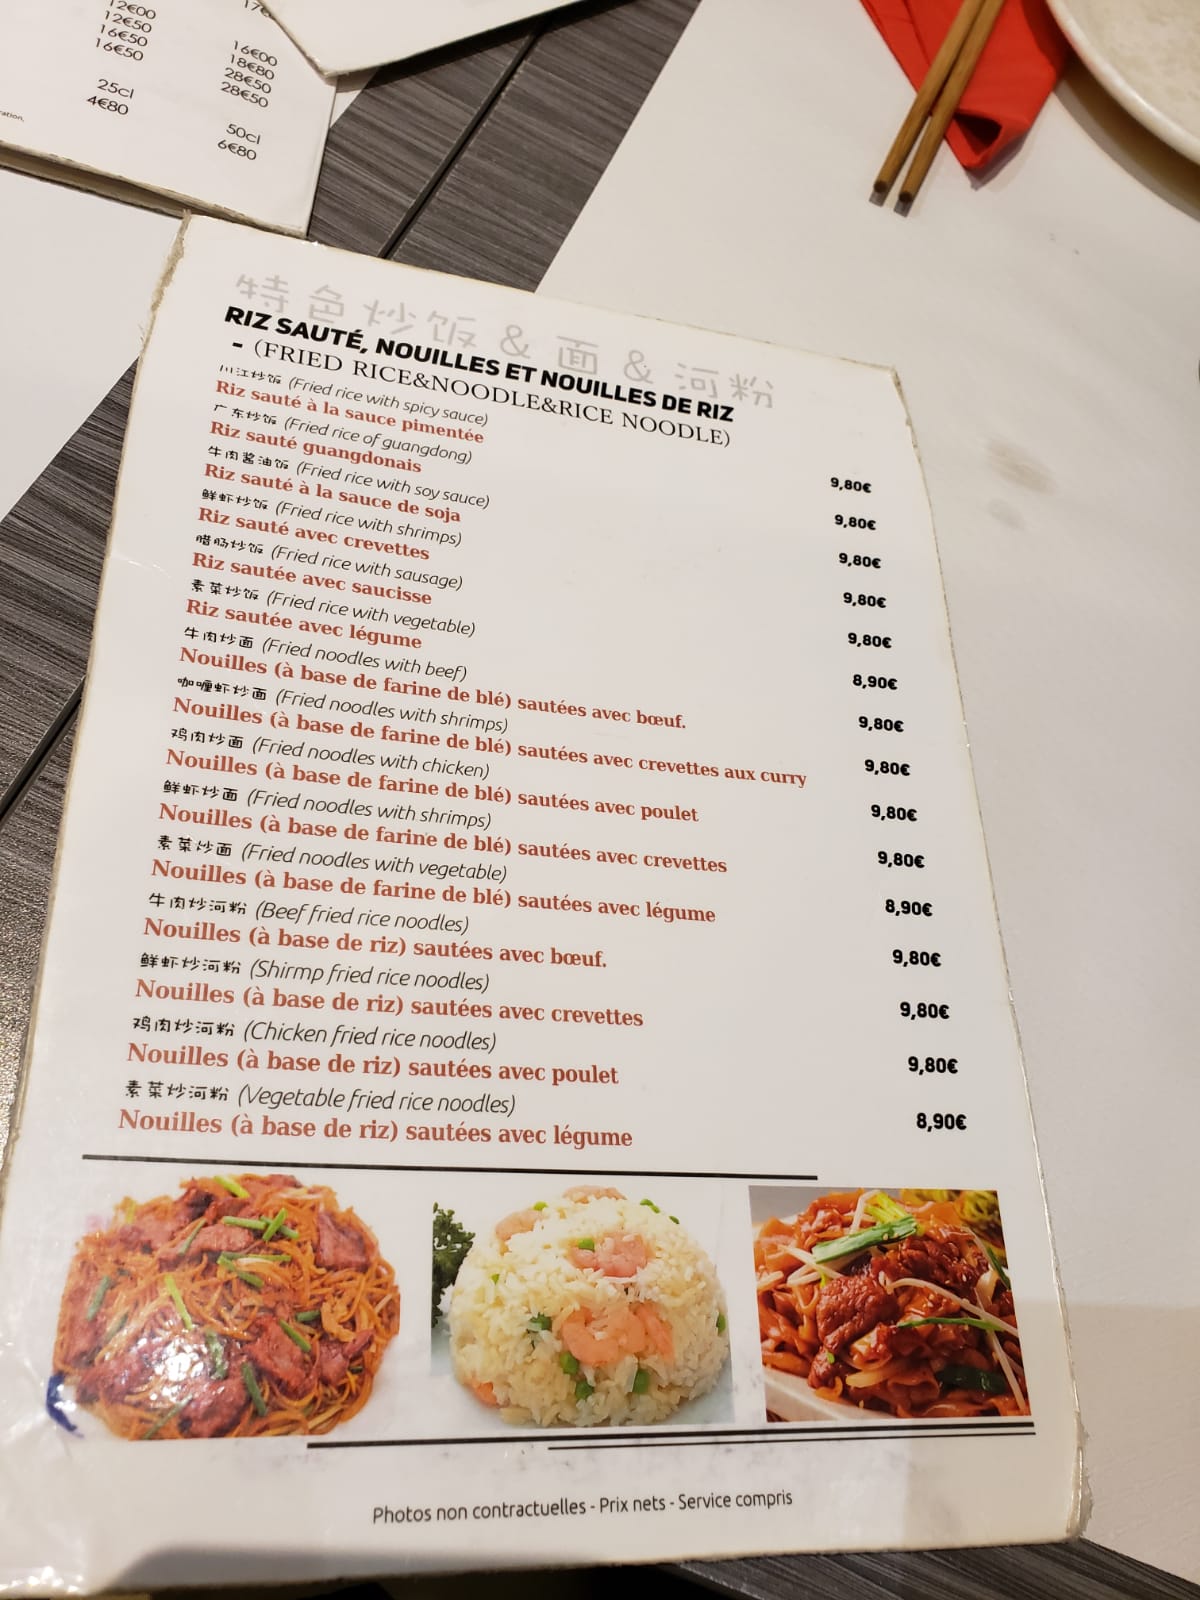 12€00
12€50
16€50
16€50
17€
16€00
18€80
28€50
28€50
25cl
4€80
50cl
6€80
特色炒饭&面&河粉
RIZ SAUTÉ, NOUILLES ET NOUILLES DE RIZ
- (FRIED RICE&NOODLE&RICE NOODLE)
川江炒饭 (Fried rice with spicy sauce)
Riz sauté à la sauce pimentée 9,80€
广东炒饭 (Fried rice of guangdong)
Riz sauté guangdonais 9,80€
牛肉酱油饭 (Fried rice with soy sauce)
Riz sauté à la sauce de soja 9,80€
鲜虾炒饭 (Fried rice with shrimps)
Riz sauté avec crevettes 9,80€
腊肠炒饭 (Fried rice with sausage)
Riz sautée avec saucisse 9,80€
素菜炒饭 (Fried rice with vegetable)
Riz sautée avec légume 8,90€
牛肉炒面 (Fried noodles with beef)
Nouilles (à base de farine de blé) sautées avec bœuf. 9,80€
咖喱虾炒面 (Fried noodles with shrimps)
Nouilles (à base de farine de blé) sautées avec crevettes aux curry 9,80€
鸡肉炒面 (Fried noodles with chicken)
Nouilles (à base de farine de blé) sautées avec poulet 9,80€
鲜虾炒面 (Fried noodles with shrimps)
Nouilles (à base de farine de blé) sautées avec crevettes 9,80€
素菜炒面 (Fried noodles with vegetable)
Nouilles (à base de farine de blé) sautées avec légume 8,90€
牛肉炒河粉 (Beef fried rice noodles)
Nouilles (à base de riz) sautées avec bœuf. 9,80€
鲜虾炒河粉 (Shirmp fried rice noodles)
Nouilles (à base de riz) sautées avec crevettes 9,80€
鸡肉炒河粉 (Chicken fried rice noodles)
Nouilles (à base de riz) sautées avec poulet 9,80€
素菜炒河粉 (Vegetable fried rice noodles)
Nouilles (à base de riz) sautées avec légume 8,90€
Photos non contractuelles - Prix nets - Service compris